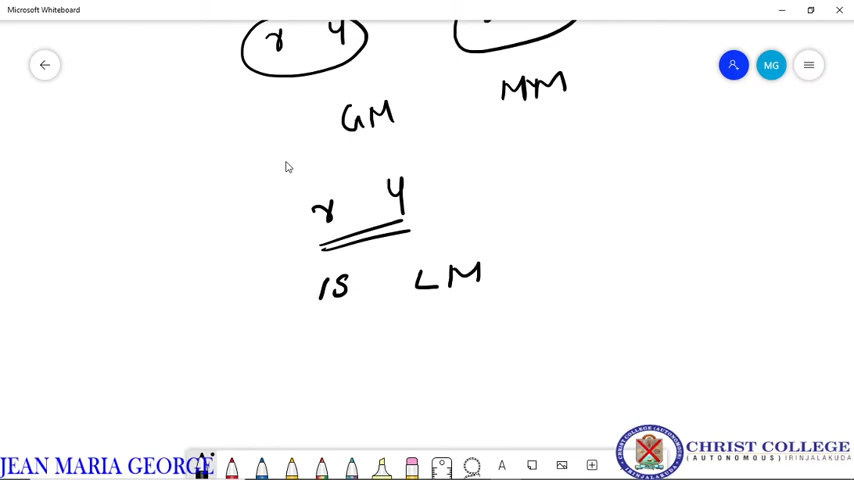 Microsoft Whiteboard
r Y
MYM
GM
MG
r Y
IS LM
JEAN MARIA GEORGE
CHRIST COLLEGE
(AUTONOMOUS) IRINJALAKUDA